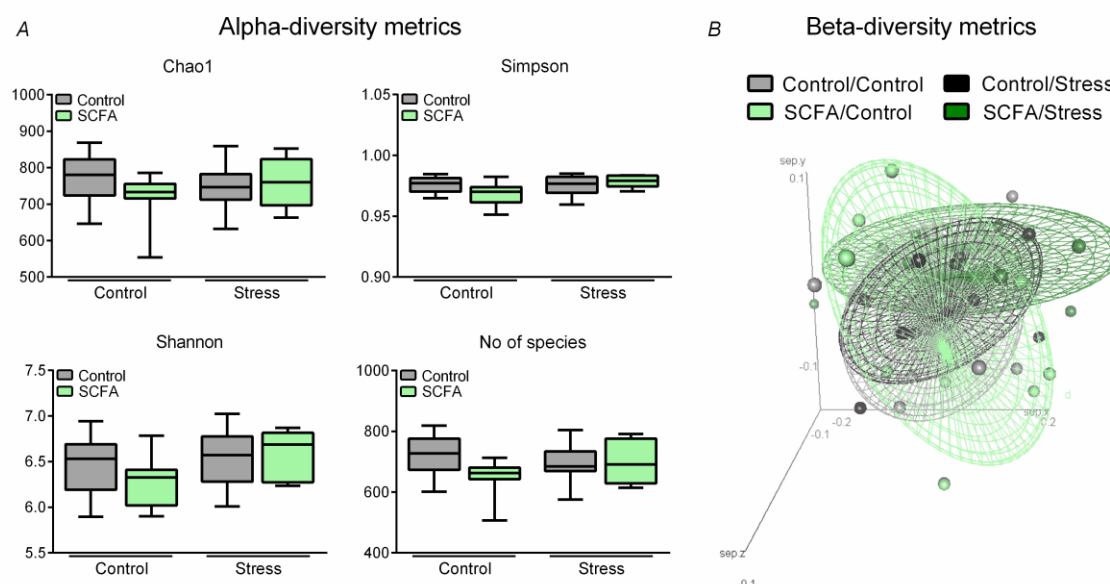 A
Alpha-diversity metrics
Chao1
Control
SCFA
1000
900
800
700
600
500
Control
Stress
Simpson
Control
SCFA
1.05
1.00
0.95
0.90
Control
Stress
Shannon
Control
SCFA
7.5
7.0
6.5
6.0
5.5
Control
Stress
No of species
Control
SCFA
1000
800
600
400
Control
Stress
B
Beta-diversity metrics
Control/Control
Control/Stress
SCFA/Control
SCFA/Stress
sep.y
0.1
-0.1
-0.1
-0.2
sep.x
0.2
sep.z